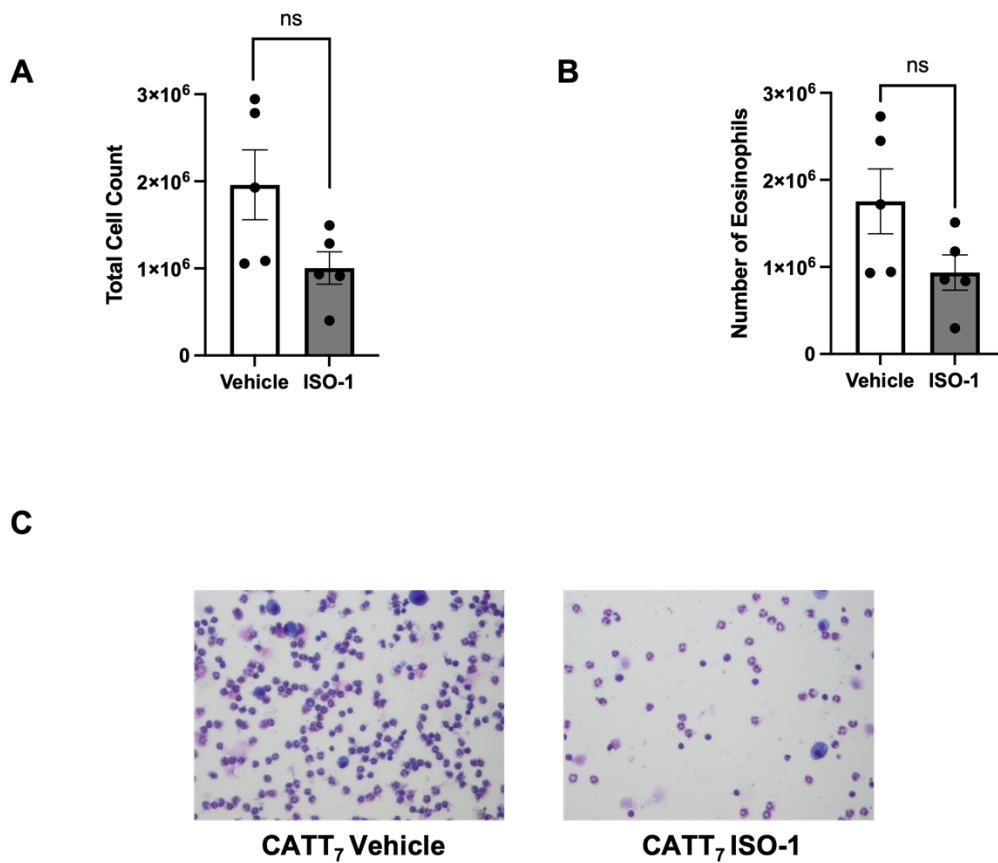 A
ns
Total Cell Count
3×10⁶
2×10⁶
1×10⁶
0
Vehicle ISO-1
B
ns
Number of Eosinophils
3×10⁶
2×10⁶
1×10⁶
0
Vehicle ISO-1
C
CATT₇ Vehicle
CATT₇ ISO-1